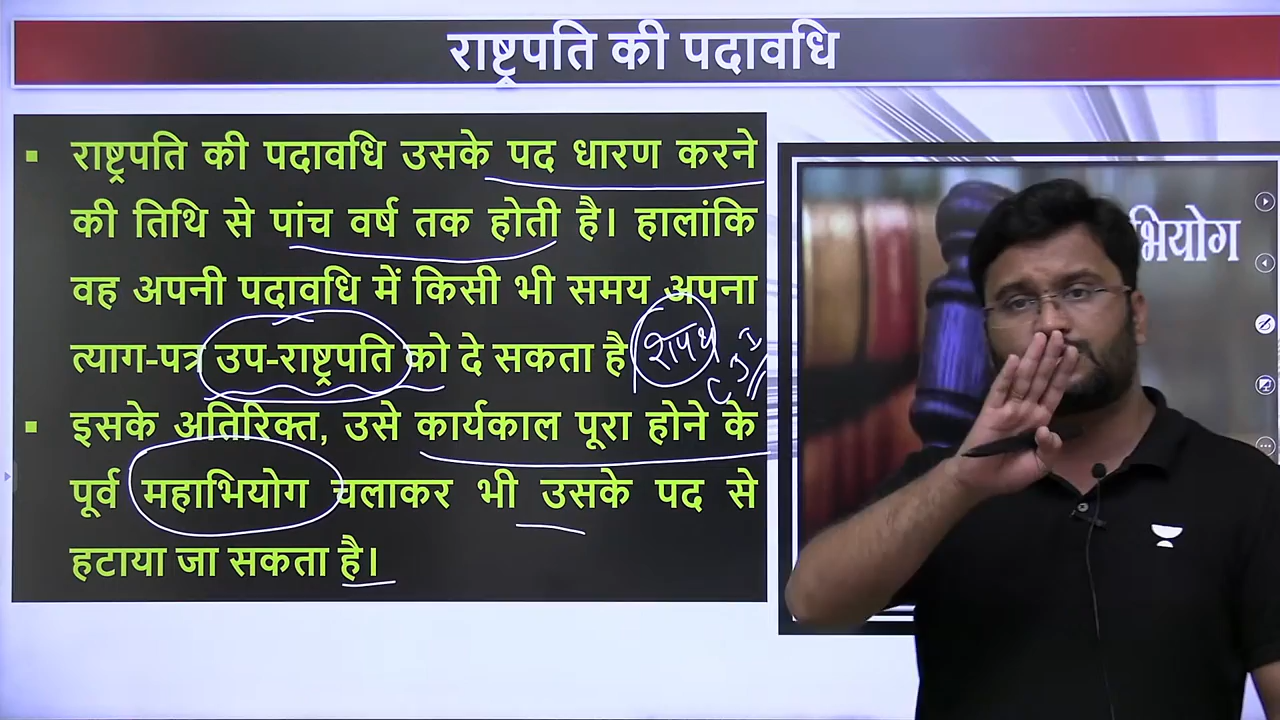 राष्ट्रपति की पदावधि
▪ राष्ट्रपति की पदावधि उसके पद धारण करने
की तिथि से पांच वर्ष तक होती है। हालांकि
वह अपनी पदावधि में किसी भी समय अपना
त्याग-पत्र उप-राष्ट्रपति को दे सकता है
शपथ
CJI
▪ इसके अतिरिक्त, उसे कार्यकाल पूरा होने के
पूर्व महाभियोग चलाकर भी उसके पद से
हटाया जा सकता है।
भियोग